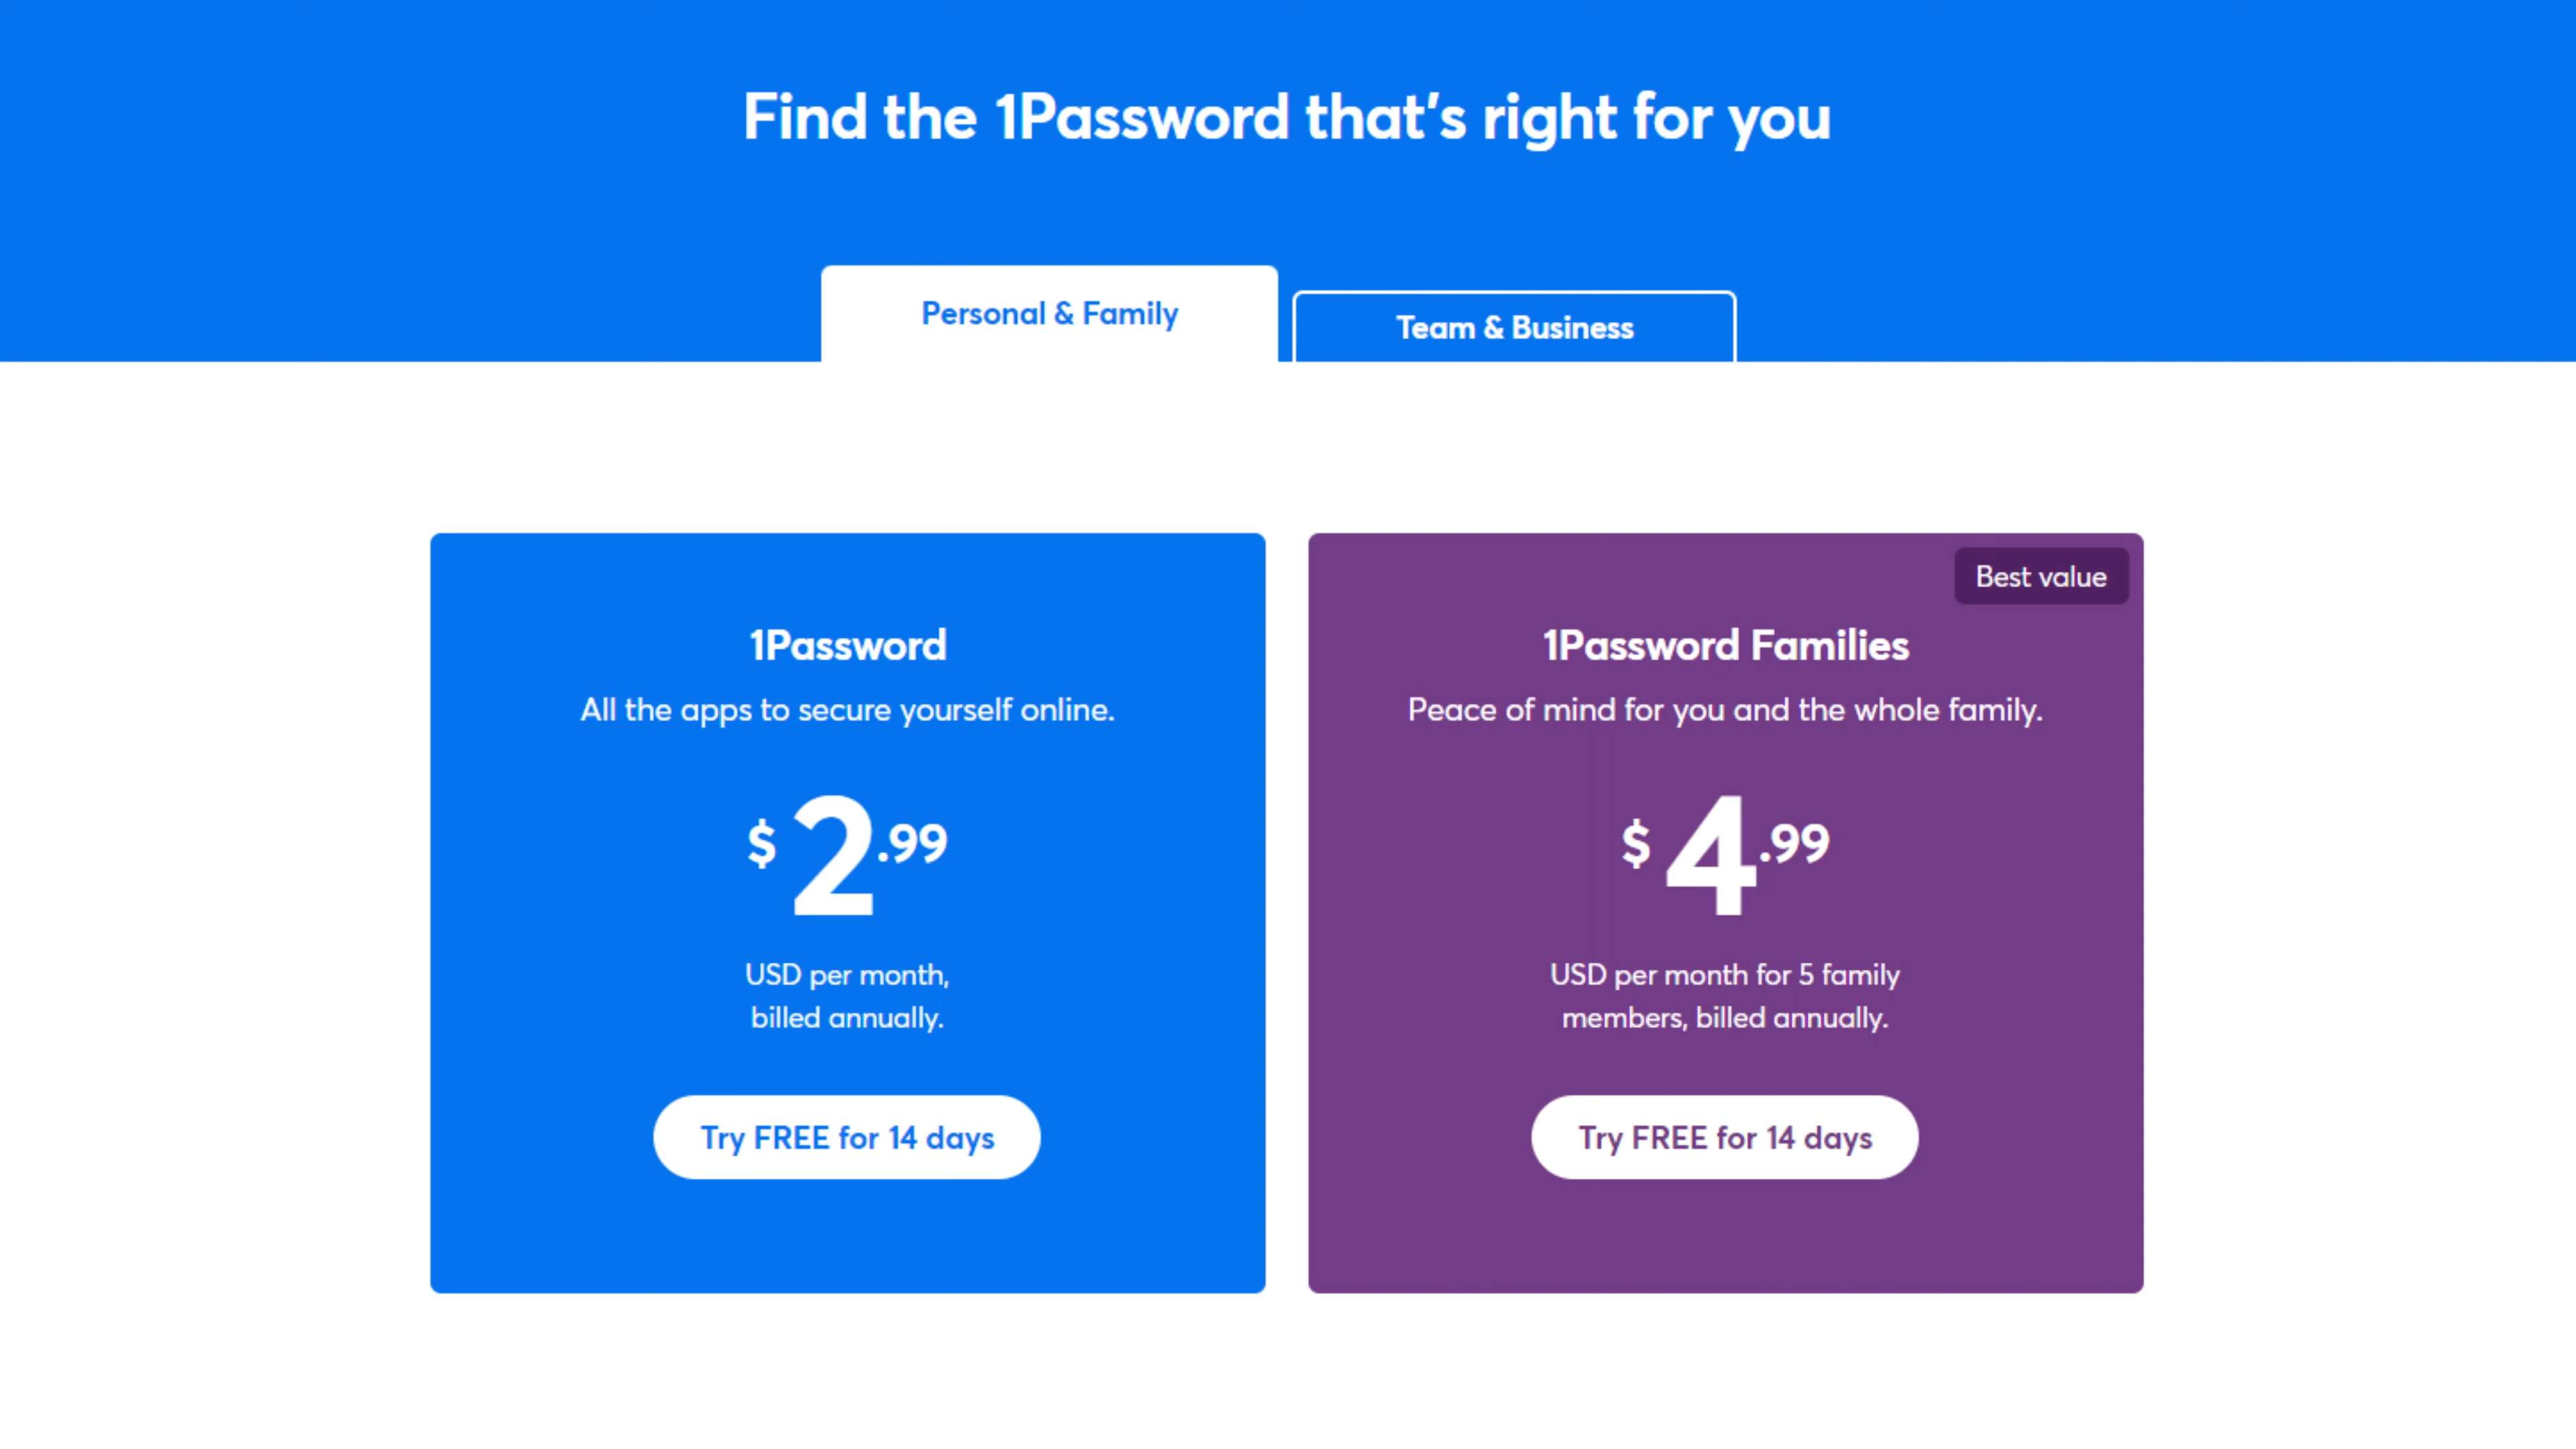 Find the 1Password that's right for you
Personal & Family
Team & Business
1Password
All the apps to secure yourself online.
$2.99
USD per month,
billed annually.
Try FREE for 14 days
Best value
1Password Families
Peace of mind for you and the whole family.
$4.99
USD per month for 5 family
members, billed annually.
Try FREE for 14 days